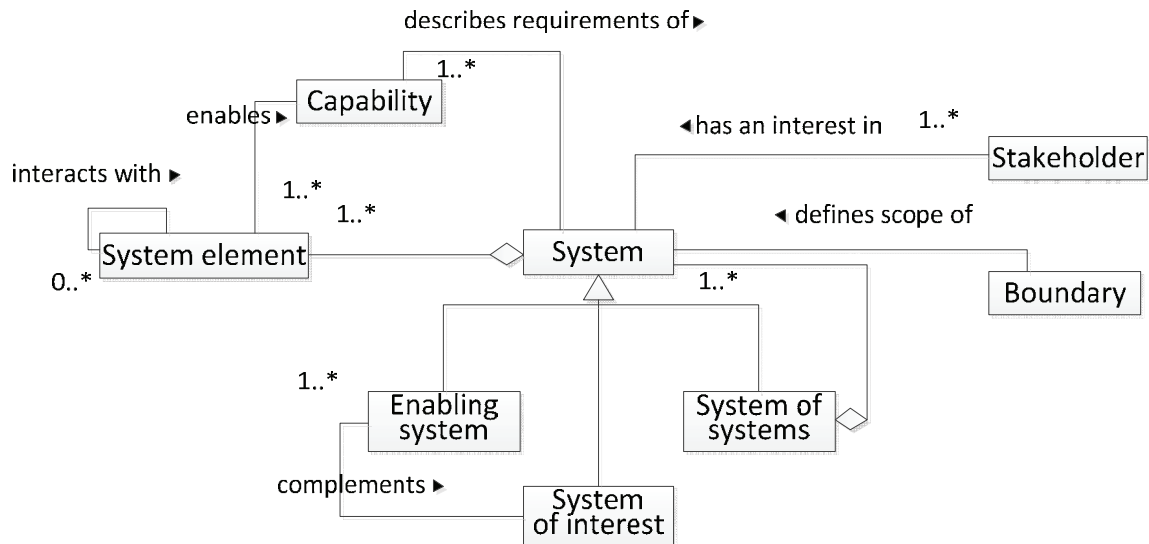 describes requirements of►
1..*
Capability
enables ►
◄has an interest in
1..*
Stakeholder
interacts with ►
1..*
1..*
◄ defines scope of
System element
System
0..*
1..*
Boundary
1..*
Enabling
system
System of
systems
complements ►
System
of interest